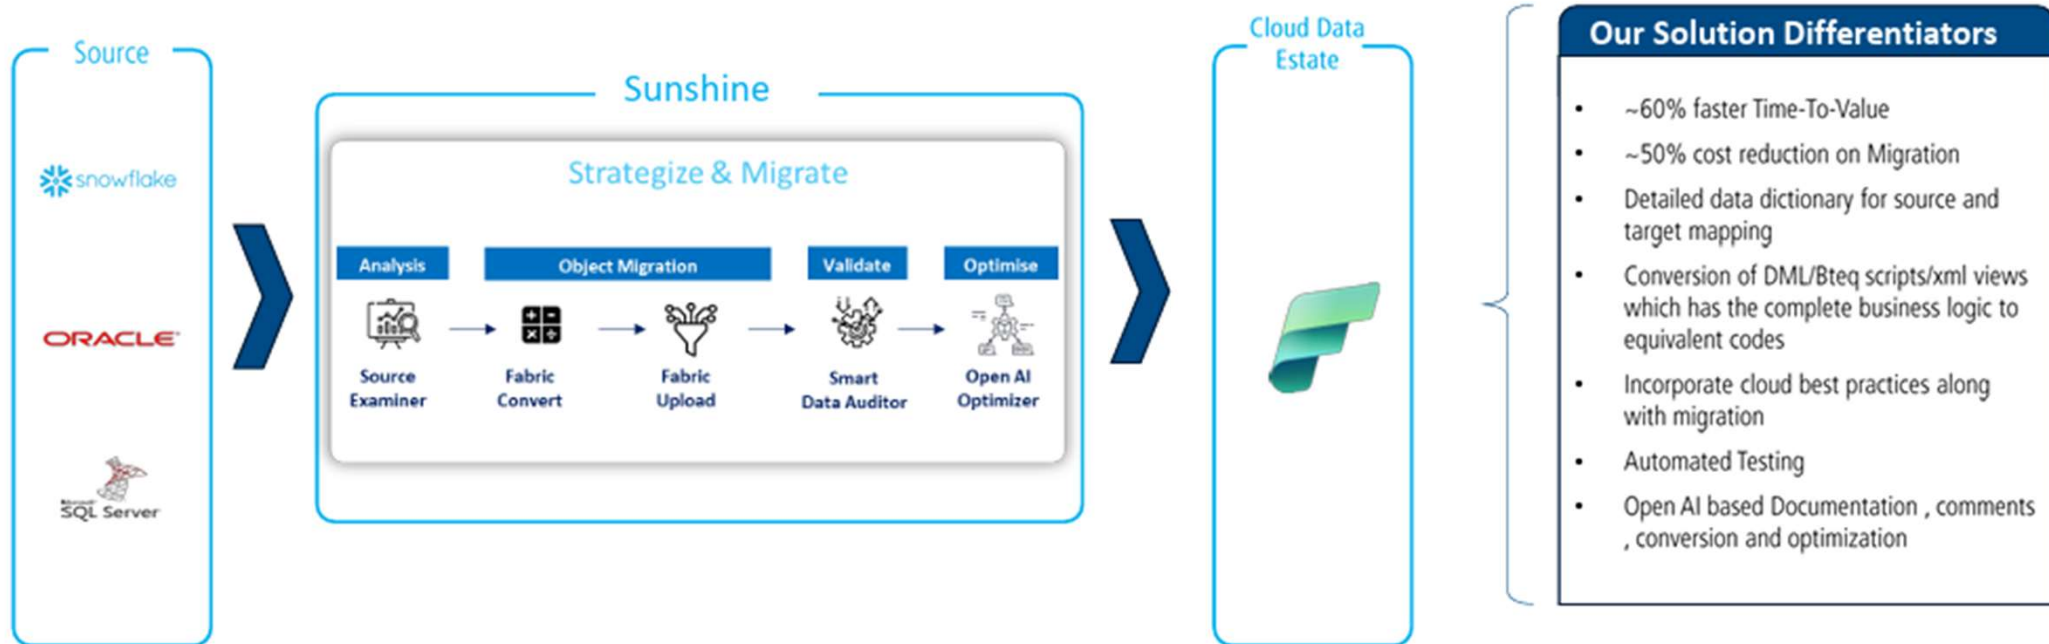 Source
snowflake
ORACLE
Microsoft
SQL Server
Sunshine
Strategize & Migrate
Analysis
Object Migration
Validate
Optimise
Source
Examiner
Fabric
Convert
Fabric
Upload
Smart
Data Auditor
Open AI
Optimizer
Cloud Data
Estate
Our Solution Differentiators
• ~60% faster Time-To-Value
• ~50% cost reduction on Migration
• Detailed data dictionary for source and
target mapping
• Conversion of DML/Bteq scripts/xml views
which has the complete business logic to
equivalent codes
• Incorporate cloud best practices along
with migration
• Automated Testing
• Open AI based Documentation , comments
, conversion and optimization